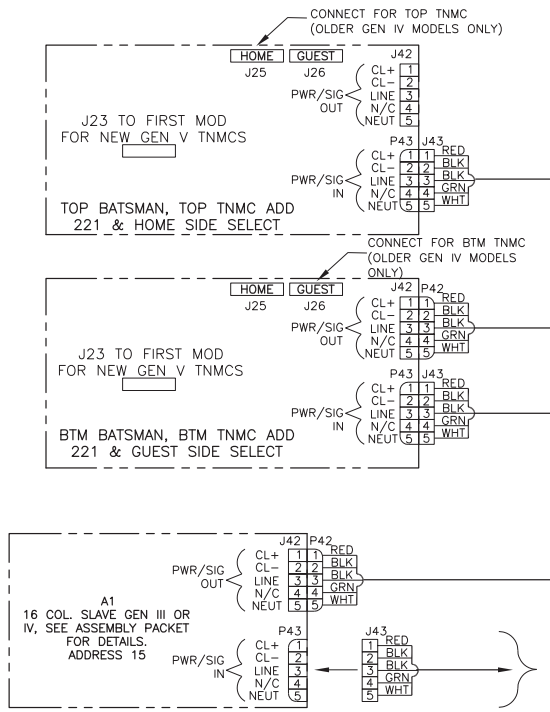 CONNECT FOR TOP TNMC
(OLDER GEN IV MODELS ONLY)
HOME GUEST J42
J25 J26
CL+ 1
CL- 2
PWR/SIG OUT
LINE 3
N/C 4
NEUT 5
J23 TO FIRST MOD
FOR NEW GEN V TNMCS
P43 J43
CL+ 1 1 RED
CL- 2 2 BLK
PWR/SIG IN
LINE 3 3 BLK
N/C 4 4 GRN
NEUT 5 5 WHT
TOP BATSMAN, TOP TNMC ADD
221 & HOME SIDE SELECT
CONNECT FOR BTM TNMC
(OLDER GEN IV MODELS
ONLY)
HOME GUEST J42 P42
J25 J26
CL+ 1 1 RED
CL- 2 2 BLK
PWR/SIG OUT
LINE 3 3 BLK
N/C 4 4 GRN
NEUT 5 5 WHT
J23 TO FIRST MOD
FOR NEW GEN V TNMCS
P43 J43
CL+ 1 1 RED
CL- 2 2 BLK
PWR/SIG IN
LINE 3 3 BLK
N/C 4 4 GRN
NEUT 5 5 WHT
BTM BATSMAN, BTM TNMC ADD
221 & GUEST SIDE SELECT
J42 P42
CL+ 1 1 RED
CL- 2 2 BLK
PWR/SIG OUT
LINE 3 3 BLK
N/C 4 4 GRN
NEUT 5 5 WHT
A1
16 COL. SLAVE GEN III OR
IV, SEE ASSEMBLY PACKET
FOR DETAILS.
ADDRESS 15
P43 J43
CL+ 1 1 RED
CL- 2 2 BLK
PWR/SIG IN
LINE 3 3 BLK
N/C 4 4 GRN
NEUT 5 5 WHT